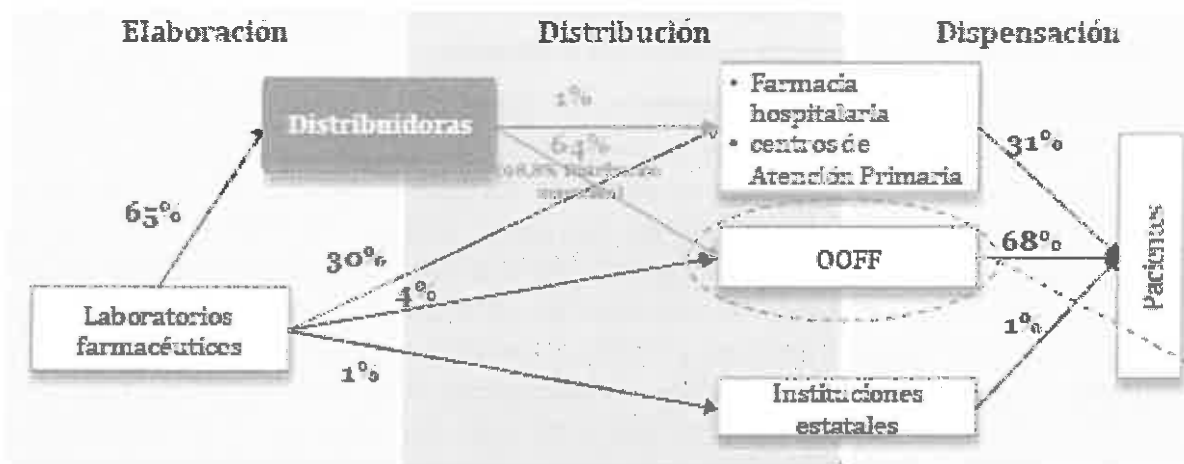 Elaboración
Distribución
Dispensación
Distribuidoras
1%
64%
65%
30%
4%
1%
• Farmacia
hospitalaria
• centros de
Atención Primaria
OOFF
Instituciones
estatales
Laboratorios
farmacéuticos
31%
68%
1%
Pacientes